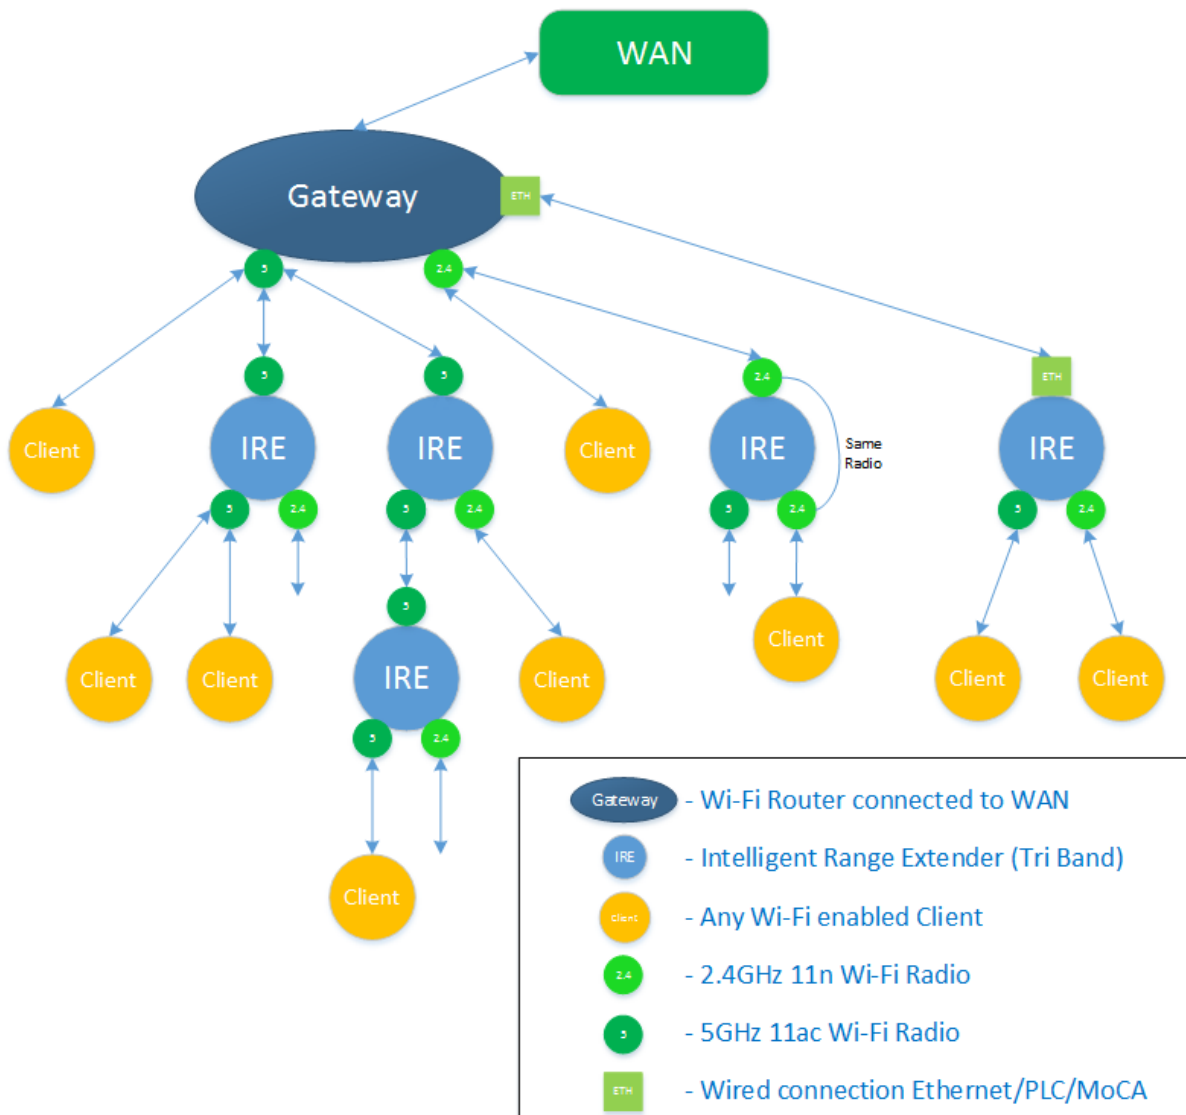 WAN
Gateway
ETH
5
2.4
5
5
2.4
ETH
Client
IRE
IRE
Client
IRE
Same
Radio
IRE
5
2.4
5
2.4
5
2.4
5
2.4
5
Client
Client
Client
IRE
Client
Client
Client
5
2.4
Client
Gateway - Wi-Fi Router connected to WAN
IRE - Intelligent Range Extender (Tri Band)
Client - Any Wi-Fi enabled Client
2.4 - 2.4GHz 11n Wi-Fi Radio
5 - 5GHz 11ac Wi-Fi Radio
ETH - Wired connection Ethernet/PLC/MoCA